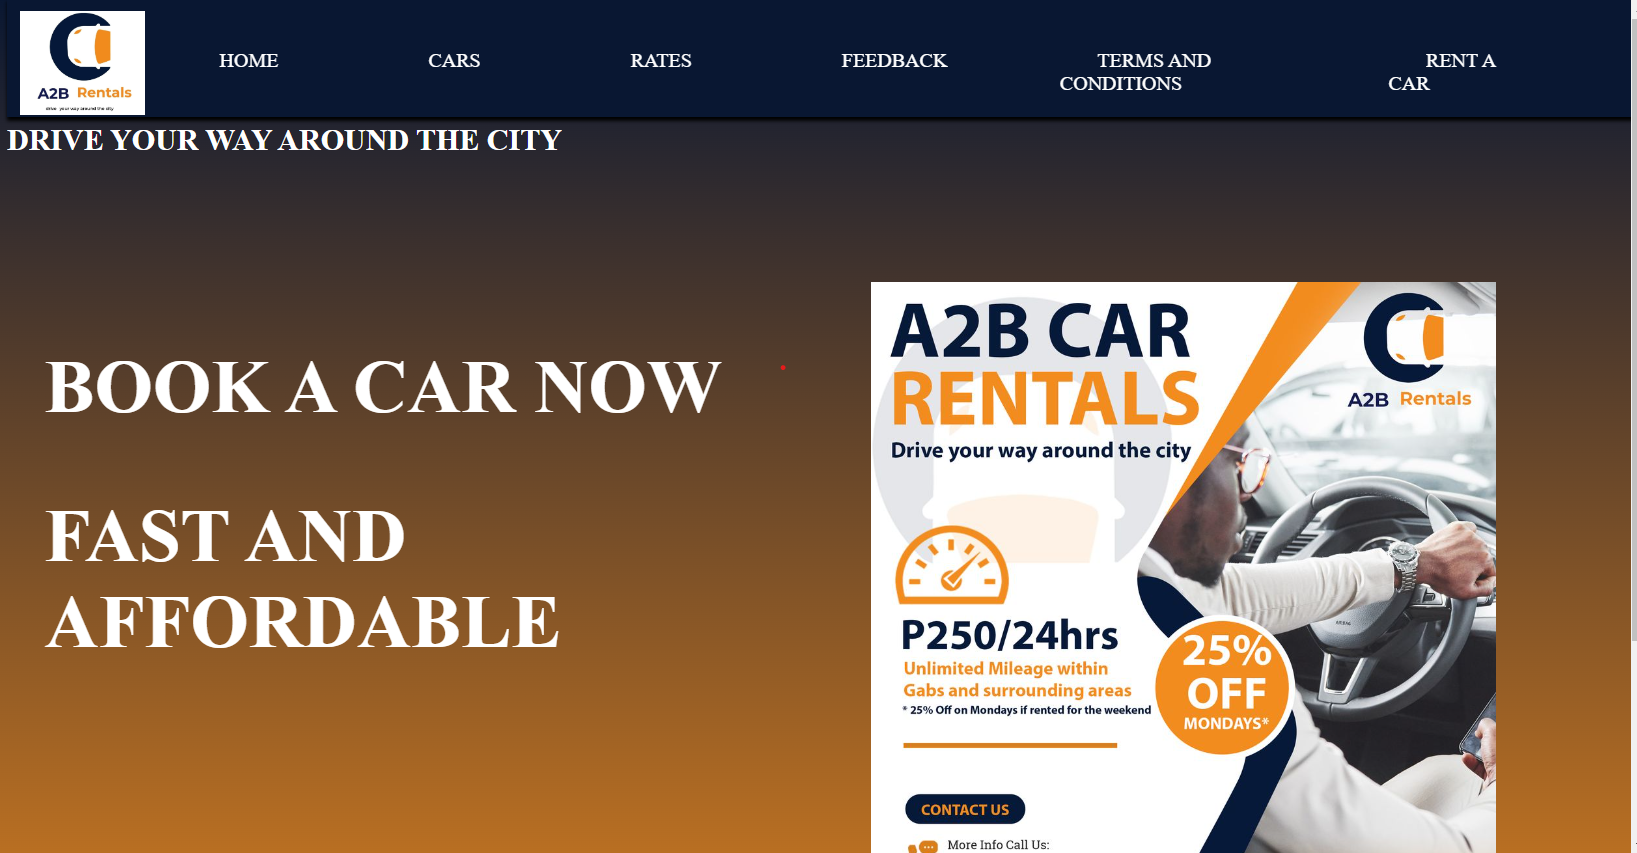 A2B Rentals
drive your way around the city
HOME
CARS
RATES
FEEDBACK
TERMS AND
CONDITIONS
RENT A
CAR
DRIVE YOUR WAY AROUND THE CITY
BOOK A CAR NOW
FAST AND
AFFORDABLE
A2B CAR
RENTALS
Drive your way around the city
A2B Rentals
P250/24hrs
Unlimited Mileage within
Gabs and surrounding areas
* 25% Off on Mondays if rented for the weekend
25%
OFF
MONDAYS*
AIRBAG
CONTACT US
More Info Call Us: